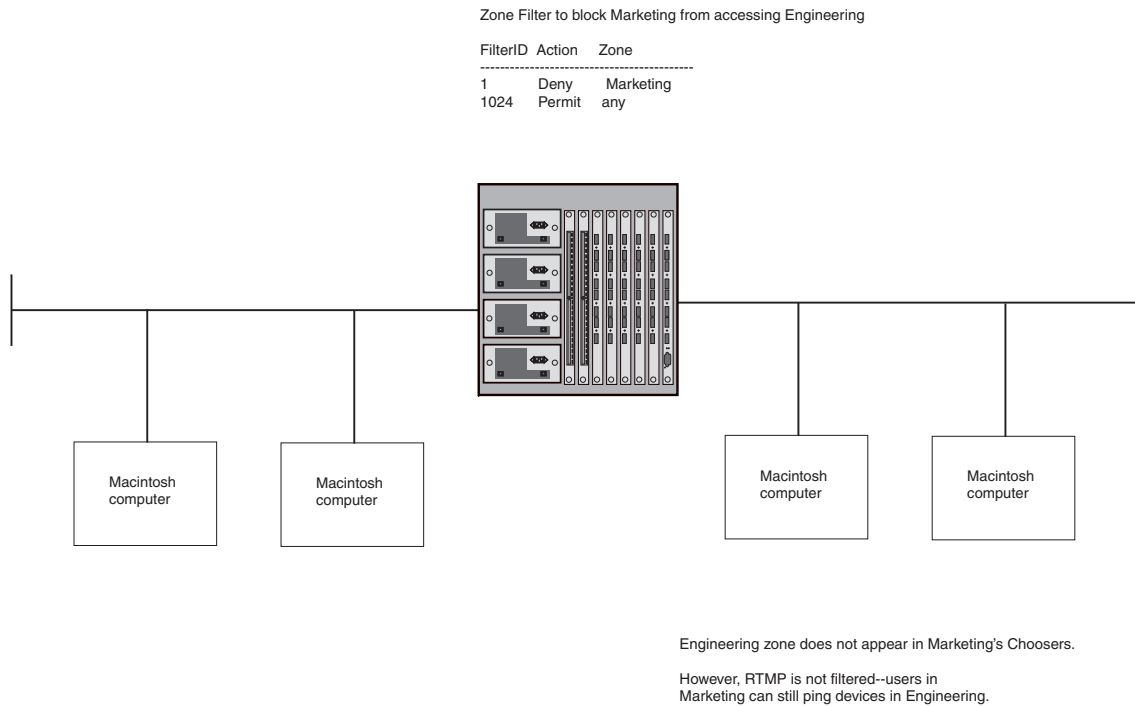 Zone Filter to block Marketing from accessing Engineering
FilterID Action Zone
-------------------------------------------
1 Deny Marketing
1024 Permit any
Macintosh
computer
Macintosh
computer
Macintosh
computer
Macintosh
computer
Engineering zone does not appear in Marketing's Choosers.
However, RTMP is not filtered--users in
Marketing can still ping devices in Engineering.